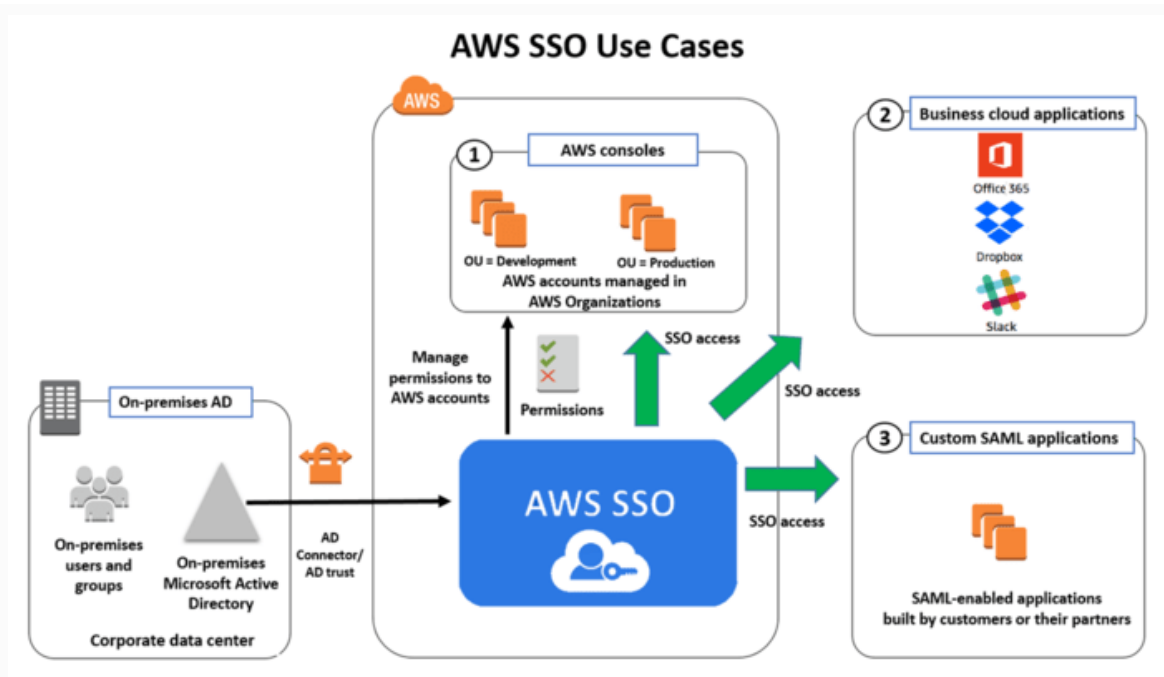 AWS SSO Use Cases
AWS
1
AWS consoles
OU = Development
OU = Production
AWS accounts managed in
AWS Organizations
2
Business cloud applications
Office 365
Dropbox
Slack
Manage
permissions to
AWS accounts
Permissions
SSO access
SSO access
On-premises AD
On-premises
users and
groups
On-premises
Microsoft Active
Directory
Corporate data center
AD
Connector/
AD trust
AWS SSO
SSO access
3
Custom SAML applications
SAML-enabled applications
built by customers or their partners